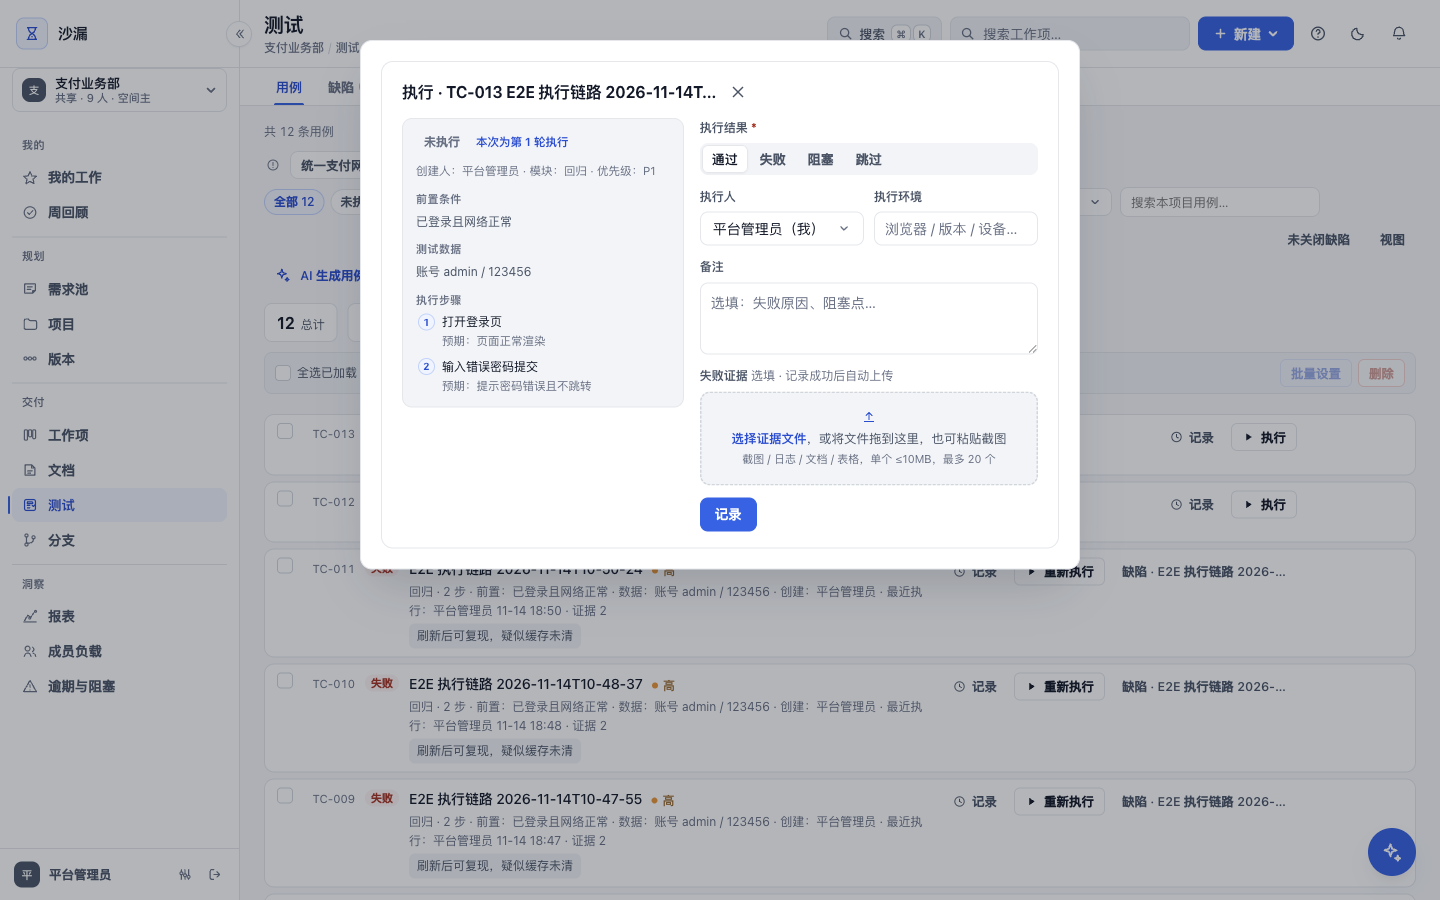 沙漏
测试
支付业务部 / 测试
搜索 ⌘ K
搜索工作项...
新建
支
支付业务部
共享 · 9 人 · 空间主
我的
我的工作
周回顾
规划
需求池
项目
版本
交付
工作项
文档
测试
分支
洞察
报表
成员负载
逾期与阻塞
平
平台管理员
用例
缺陷
共 12 条用例
统一支付网
全部 12
搜索本项目用例...
未关闭缺陷
视图
AI 生成用例
12 总计
全选已加载
批量设置
删除
TC-013
记录
执行
TC-012
记录
执行
执行 · TC-013 E2E 执行链路 2026-11-14T...
未执行
本次为第 1 轮执行
创建人：平台管理员 · 模块：回归 · 优先级：P1
前置条件
已登录且网络正常
测试数据
账号 admin / 123456
执行步骤
1 打开登录页
预期：页面正常渲染
2 输入错误密码提交
预期：提示密码错误且不跳转
执行结果 *
通过
失败
阻塞
跳过
执行人
执行环境
平台管理员（我）
浏览器 / 版本 / 设备...
备注
选填：失败原因、阻塞点...
失败证据 选填 · 记录成功后自动上传
选择证据文件，或将文件拖到这里，也可粘贴截图
截图 / 日志 / 文档 / 表格，单个 ≤10MB，最多 20 个
记录
TC-011 失败 E2E 执行链路 2026-11-14T10-50-24 高
记录
重新执行
缺陷 · E2E 执行链路 2026-...
回归 · 2 步 · 前置：已登录且网络正常 · 数据：账号 admin / 123456 · 创建：平台管理员 · 最近执
行：平台管理员 11-14 18:50 · 证据 2
刷新后可复现，疑似缓存未清
TC-010 失败 E2E 执行链路 2026-11-14T10-48-37 高
记录
重新执行
缺陷 · E2E 执行链路 2026-...
回归 · 2 步 · 前置：已登录且网络正常 · 数据：账号 admin / 123456 · 创建：平台管理员 · 最近执
行：平台管理员 11-14 18:48 · 证据 2
刷新后可复现，疑似缓存未清
TC-009 失败 E2E 执行链路 2026-11-14T10-47-55 高
记录
重新执行
缺陷 · E2E 执行链路 2026-...
回归 · 2 步 · 前置：已登录且网络正常 · 数据：账号 admin / 123456 · 创建：平台管理员 · 最近执
行：平台管理员 11-14 18:47 · 证据 2
刷新后可复现，疑似缓存未清